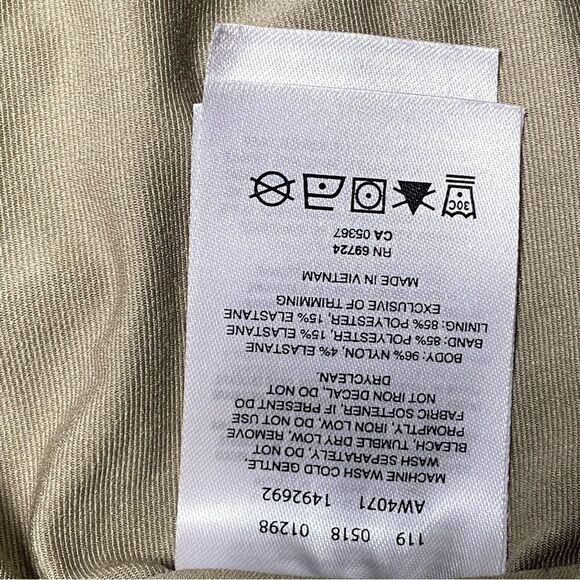 119 0518 01298
AW4071 1492692
MACHINE WASH COLD GENTLE,
WASH SEPARATELY, DO NOT
BLEACH, TUMBLE DRY LOW, REMOVE
PROMPTLY, IRON LOW, DO NOT USE
FABRIC SOFTENER, IF PRESENT DO
NOT IRON DECAL, DO NOT
DRYCLEAN.
BODY: 96% NYLON, 4% ELASTANE
BAND: 85% POLYESTER, 15% ELASTANE
LINING: 85% POLYESTER, 15% ELASTANE
EXCLUSIVE OF TRIMMING
MADE IN VIETNAM
RN 69724
CA 05367
30C